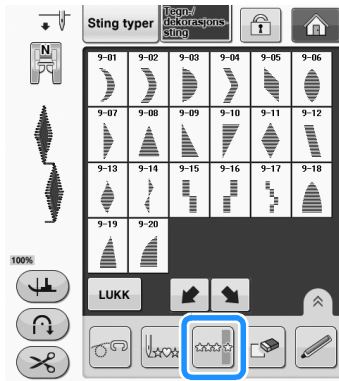 Sting typer
Tegn-/
dekorasjons-
sting
N
9-01 9-02 9-03 9-04 9-05 9-06
9-07 9-08 9-09 9-10 9-11 9-12
9-13 9-14 9-15 9-16 9-17 9-18
9-19 9-20
100%
LUKK